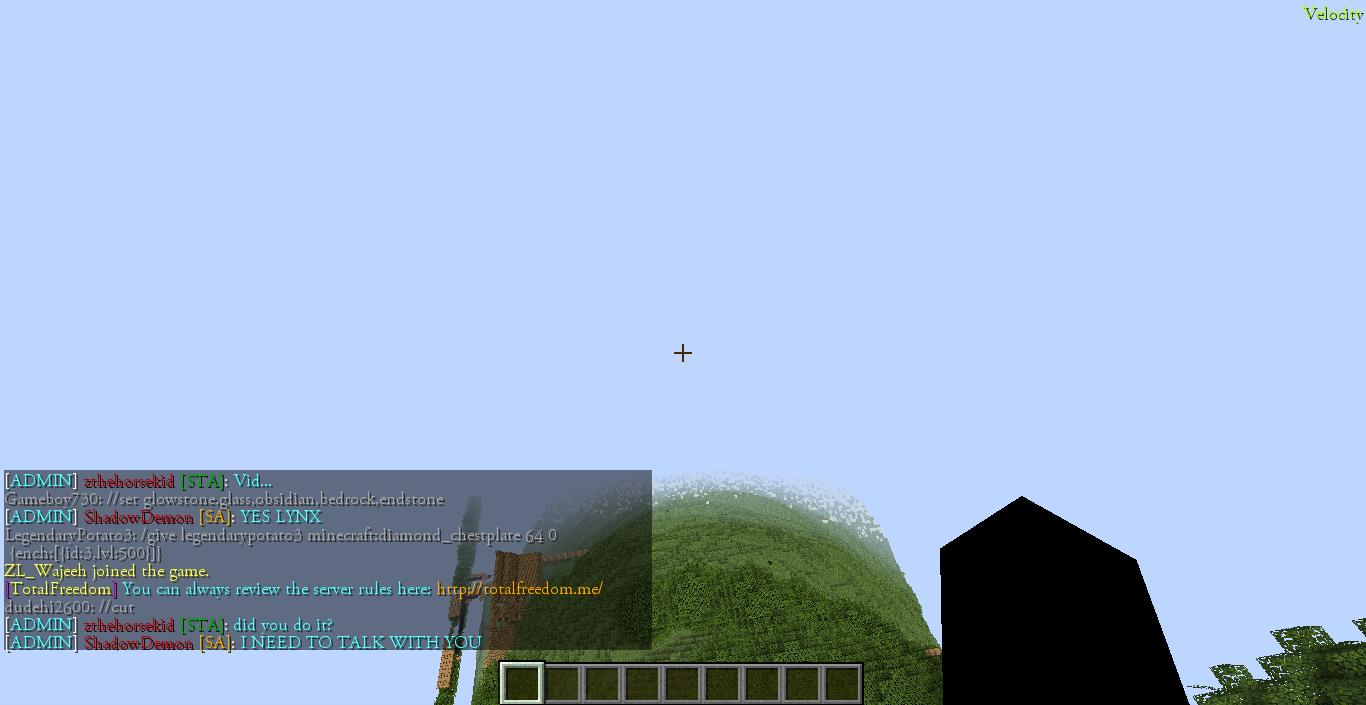 Velocity
[ADMIN] zthehorsekid [STA]: Vid...
Gameboy730: //set glowstone,glass,obsidian,bedrock,endstone
[ADMIN] ShadowDemon [SA]: YES LYNX
LegendaryPotato3: /give legendarypotato3 minecraft:diamond_chestplate 64 0
{ench:[{id:3,lvl:500}]}
ZL_Wajeeh joined the game.
[TotalFreedom] You can always review the server rules here: http://totalfreedom.me/
dudehi2600: //cut
[ADMIN] zthehorsekid [STA]: did you do it?
[ADMIN] ShadowDemon [SA]: I NEED TO TALK WITH YOU